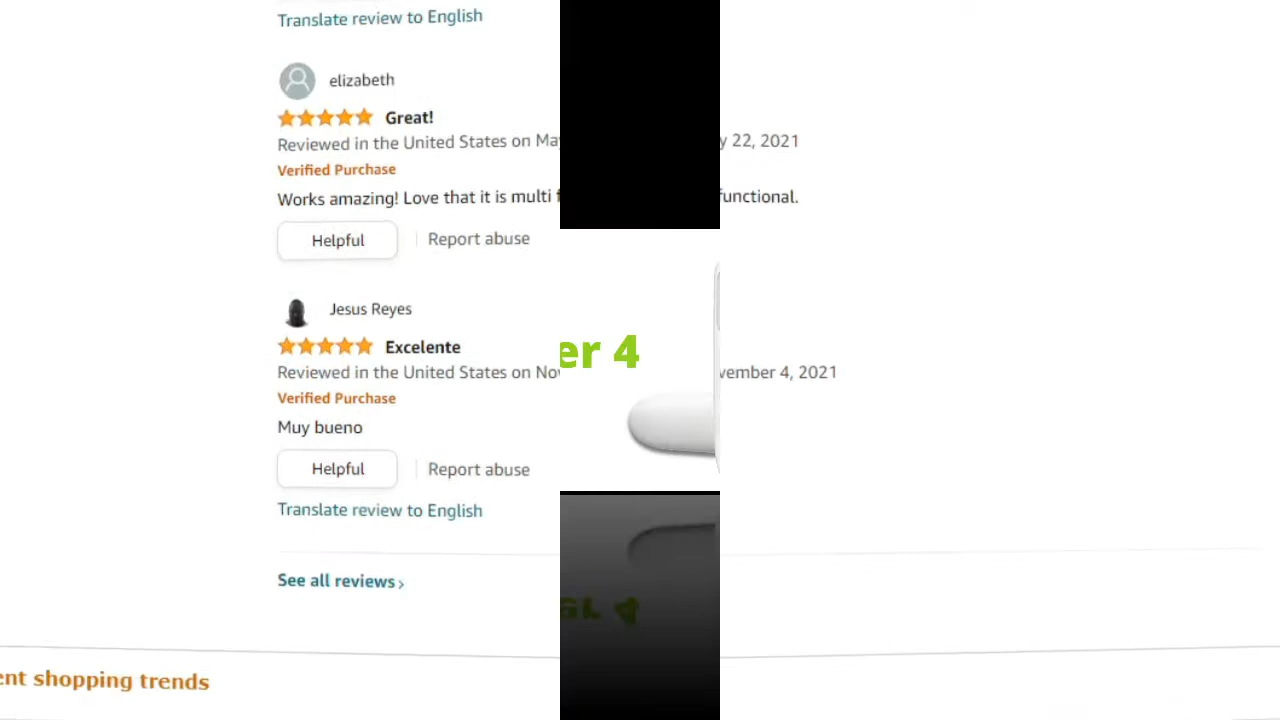 Translate review to English
elizabeth
Great!
Reviewed in the United States on Ma y 22, 2021
Verified Purchase
Works amazing! Love that it is multi f unctional.
Helpful
Report abuse
Jesus Reyes
er 4
Excelente
Reviewed in the United States on No vember 4, 2021
Verified Purchase
Muy bueno
Helpful
Report abuse
Translate review to English
See all reviews ›
ent shopping trends